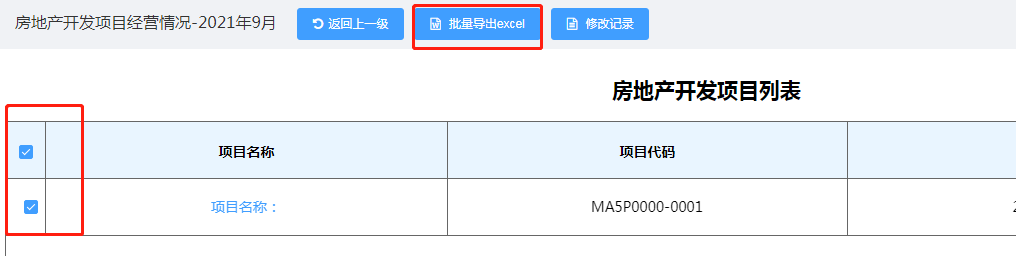 房地产开发项目经营情况-2021年9月 返回上一级 批量导出excel 修改记录
房地产开发项目列表
项目名称 项目代码
项目名称： MA5P0000-0001